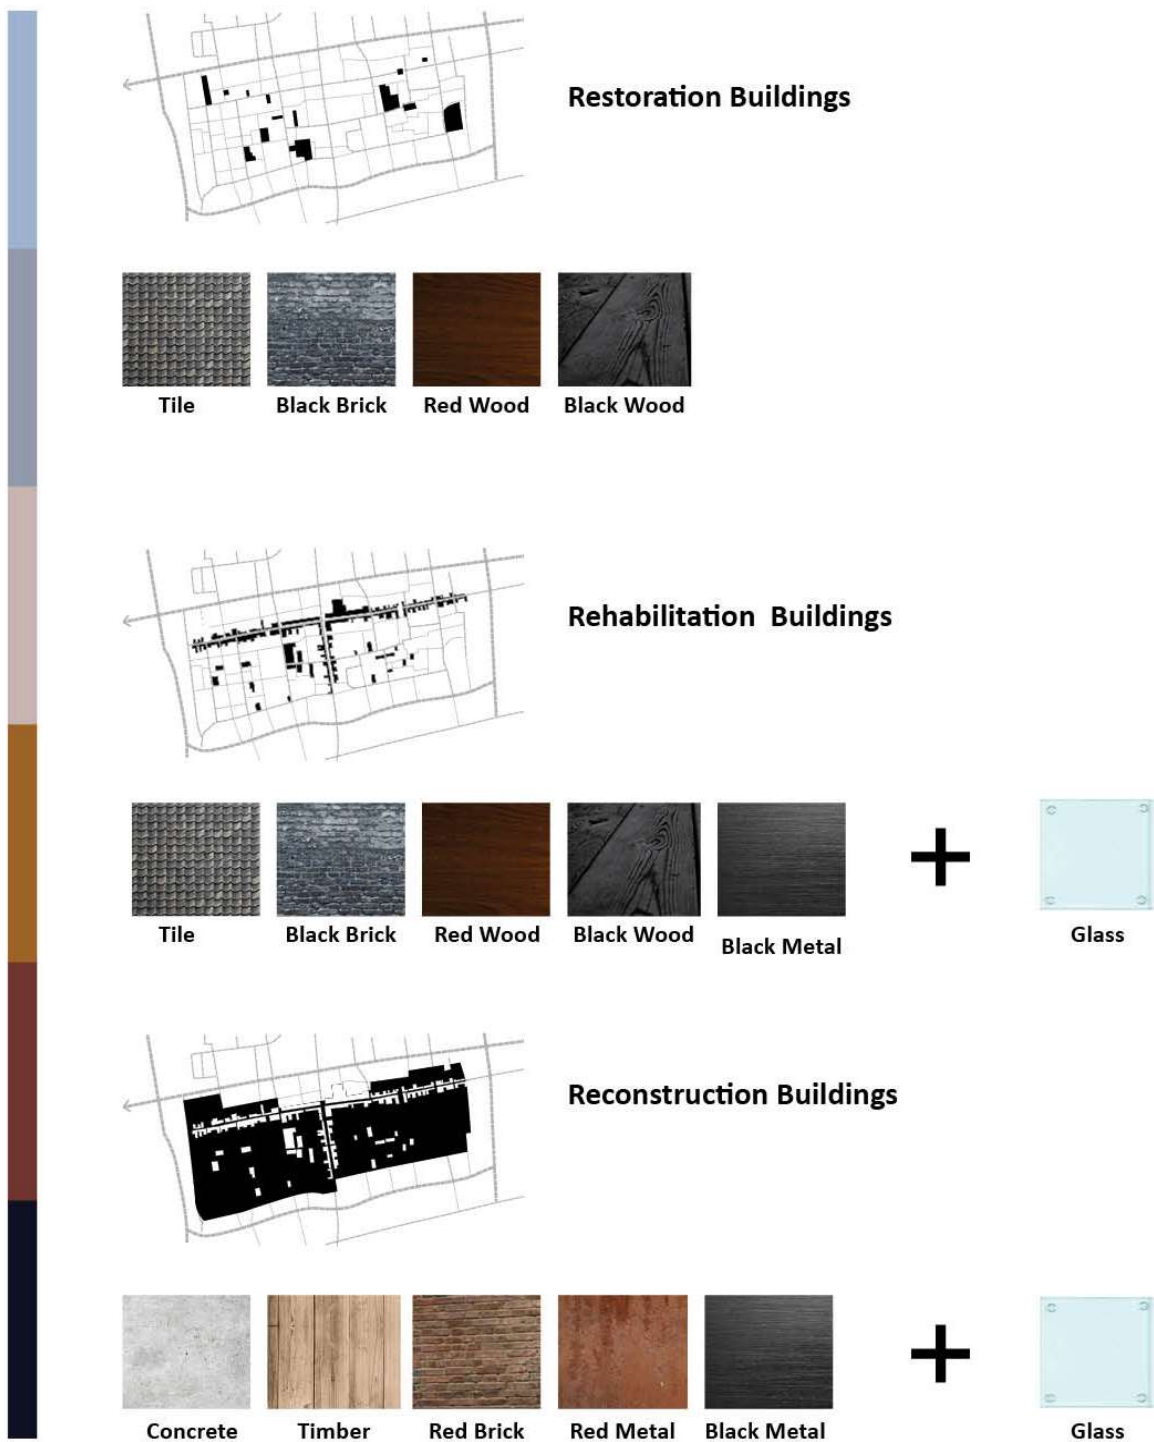 Restoration Buildings
Tile Black Brick Red Wood Black Wood
Rehabilitation Buildings
Tile Black Brick Red Wood Black Wood Black Metal Glass
Reconstruction Buildings
Concrete Timber Red Brick Red Metal Black Metal Glass